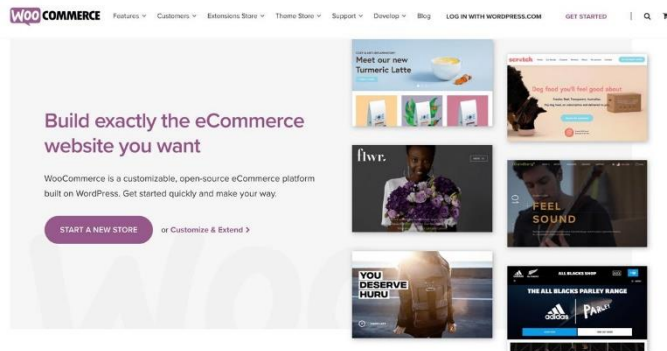 WOO COMMERCE Features Customers Extensions Store Theme Store Support Develop Blog LOG IN WITH WORDPRESS.COM GET STARTED
Build exactly the eCommerce
website you want
WooCommerce is a customizable, open-source eCommerce platform
built on WordPress. Get started quickly and make your way.
START A NEW STORE or Customize & Extend
Meet our new
Turmeric Latte
scratch
Dog food you'll feel good about
flwr.
FEEL
SOUND
YOU
DESERVE
HURU
ALL BLACKS SHOP
THE ALL BLACKS PARLEY RANGE
adidas PARLEY
WOO